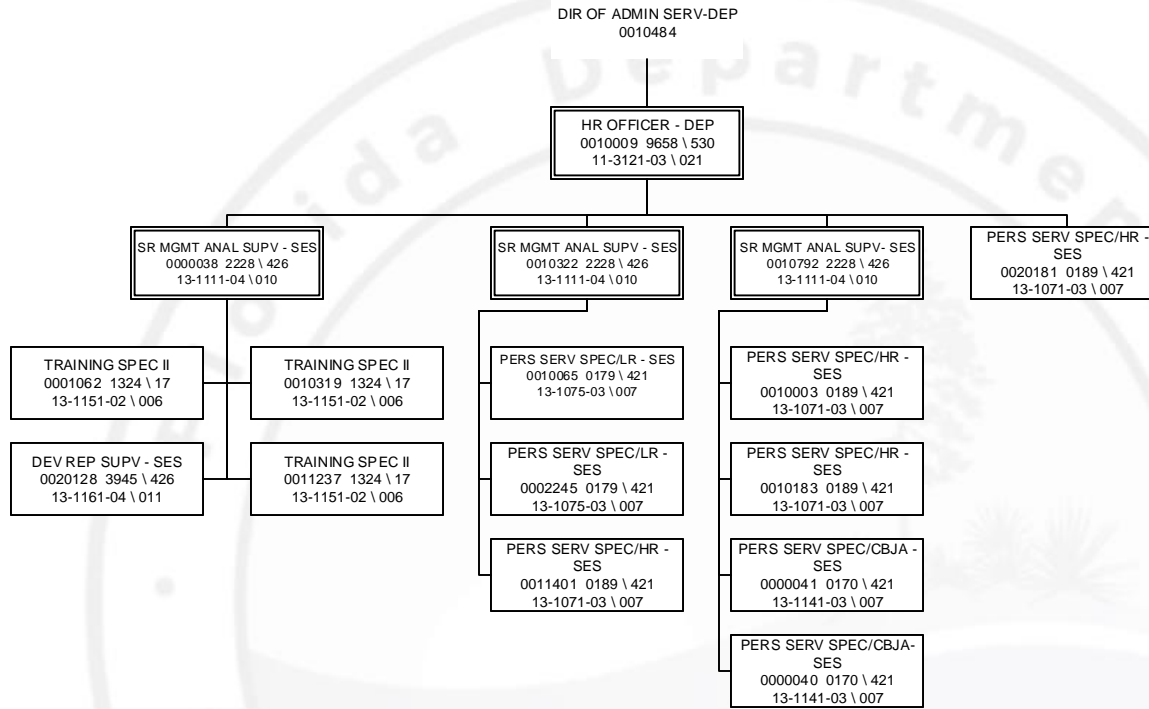 DIR OF ADMIN SERV-DEP
0010484
HR OFFICER - DEP
0010009 9658 \ 530
11-3121-03 \ 021
SR MGMT ANAL SUPV - SES
0000038 2228 \ 426
13-1111-04 \ 010
SR MGMT ANAL SUPV - SES
0010322 2228 \ 426
13-1111-04 \ 010
SR MGMT ANAL SUPV- SES
0010792 2228 \ 426
13-1111-04 \ 010
PERS SERV SPEC/HR -
SES
0020181 0189 \ 421
13-1071-03 \ 007
TRAINING SPEC II
0001062 1324 \ 17
13-1151-02 \ 006
TRAINING SPEC II
0010319 1324 \ 17
13-1151-02 \ 006
DEV REP SUPV - SES
0020128 3945 \ 426
13-1161-04 \ 011
TRAINING SPEC II
0011237 1324 \ 17
13-1151-02 \ 006
PERS SERV SPEC/LR - SES
0010065 0179 \ 421
13-1075-03 \ 007
PERS SERV SPEC/LR -
SES
0002245 0179 \ 421
13-1075-03 \ 007
PERS SERV SPEC/HR -
SES
0011401 0189 \ 421
13-1071-03 \ 007
PERS SERV SPEC/HR -
SES
0010003 0189 \ 421
13-1071-03 \ 007
PERS SERV SPEC/HR -
SES
0010183 0189 \ 421
13-1071-03 \ 007
PERS SERV SPEC/CBJA -
SES
0000041 0170 \ 421
13-1141-03 \ 007
PERS SERV SPEC/CBJA-
SES
0000040 0170 \ 421
13-1141-03 \ 007
Florida Departmen